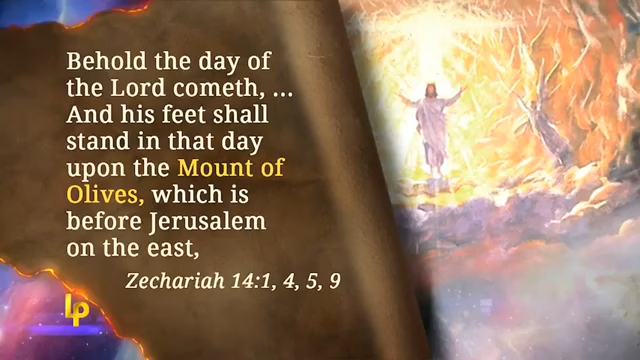 Behold the day of
the Lord cometh, ...
And his feet shall
stand in that day
upon the Mount of
Olives, which is
before Jerusalem
on the east,
Zechariah 14:1, 4, 5, 9
Lp